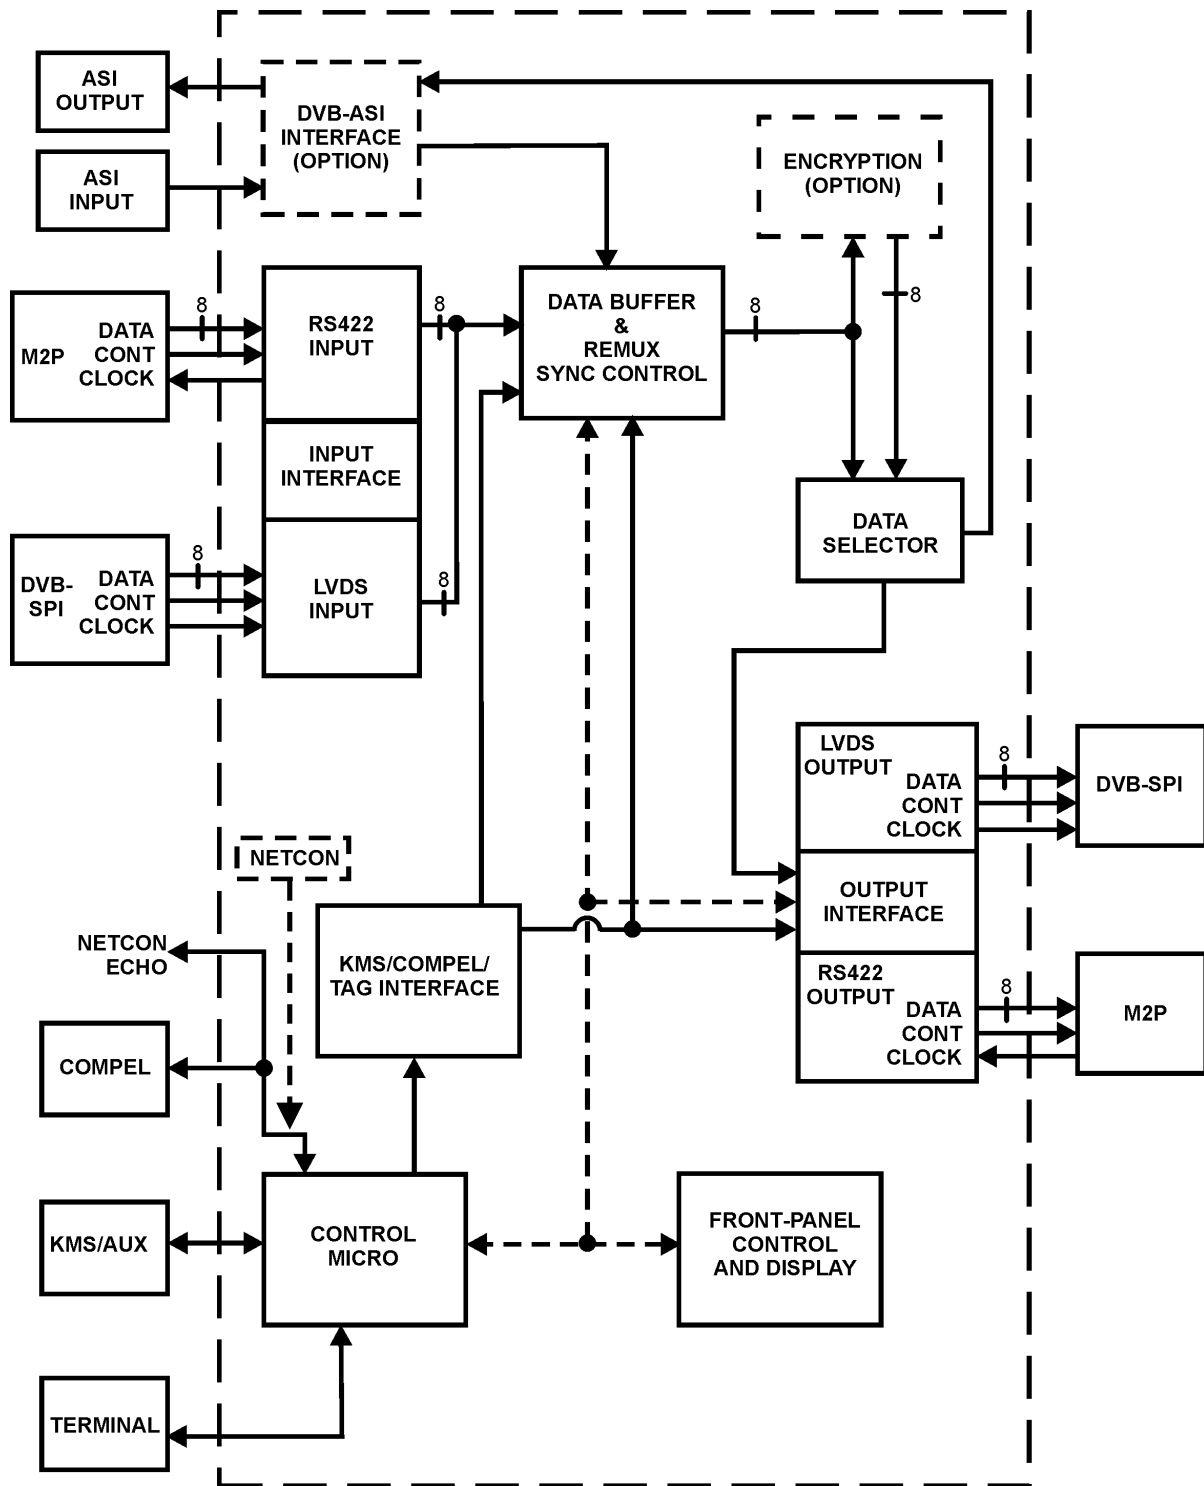 ASI
OUTPUT
DVB-ASI
INTERFACE
(OPTION)
ASI
INPUT
ENCRYPTION
(OPTION)
8
M2P
DATA
CONT
CLOCK
8
RS422
INPUT
8
DATA BUFFER
&
REMUX
SYNC CONTROL
8
INPUT
INTERFACE
DVB-
SPI
DATA
CONT
CLOCK
8
LVDS
INPUT
8
DATA
SELECTOR
LVDS
OUTPUT
DATA
CONT
CLOCK
8
DVB-SPI
OUTPUT
INTERFACE
RS422
OUTPUT
DATA
CONT
CLOCK
8
M2P
NETCON
NETCON
ECHO
KMS/COMPEL/
TAG INTERFACE
COMPEL
KMS/AUX
CONTROL
MICRO
FRONT-PANEL
CONTROL
AND DISPLAY
TERMINAL